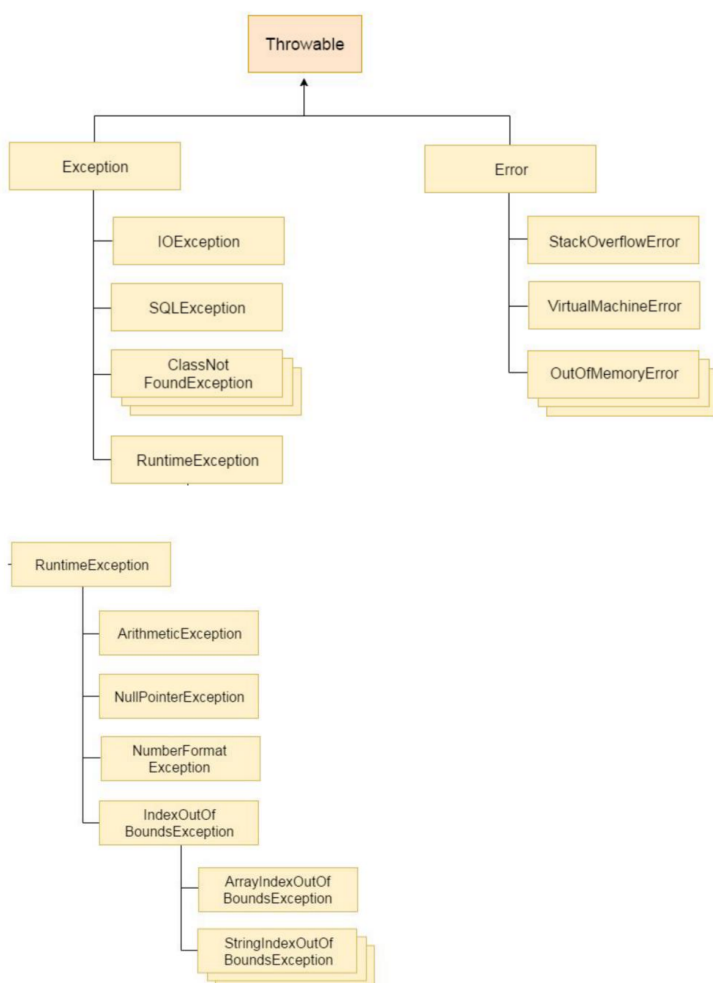 Throwable
Exception
Error
IOException
StackOverflowError
SQLException
VirtualMachineError
ClassNot
FoundException
OutOfMemoryError
RuntimeException
RuntimeException
ArithmeticException
NullPointerException
NumberFormat
Exception
IndexOutOf
BoundsException
ArrayIndexOutOf
BoundsException
StringIndexOutOf
BoundsException